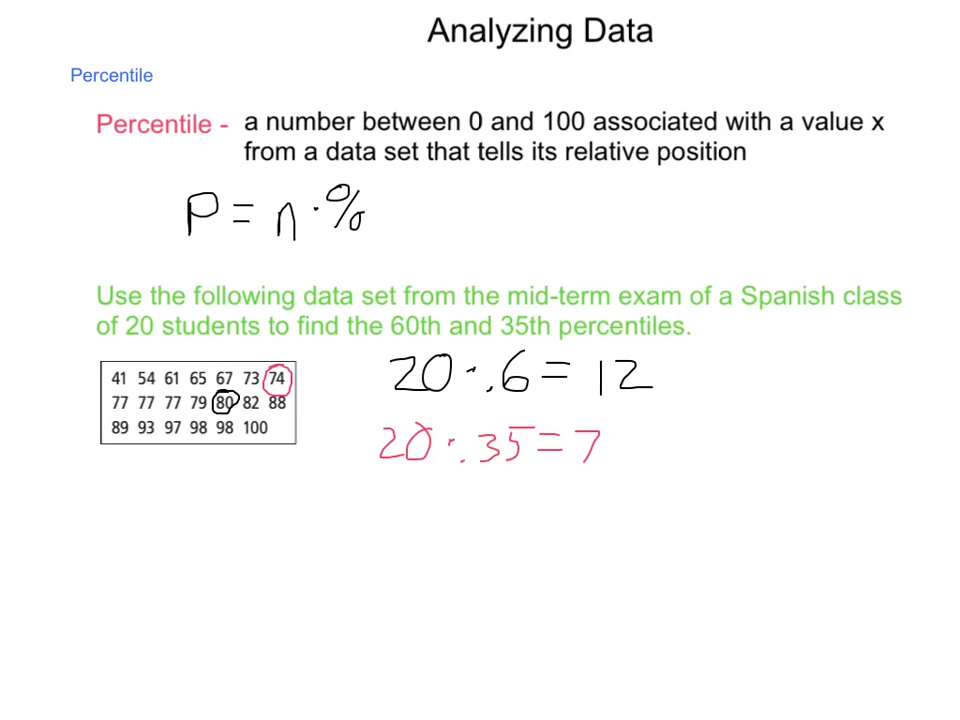 Analyzing Data
Percentile
Percentile - a number between 0 and 100 associated with a value x
from a data set that tells its relative position
P = n · %
Use the following data set from the mid-term exam of a Spanish class
of 20 students to find the 60th and 35th percentiles.
41 54 61 65 67 73 74
77 77 77 79 80 82 88
89 93 97 98 98 100
20 · .6 = 12
20 · .35 = 7